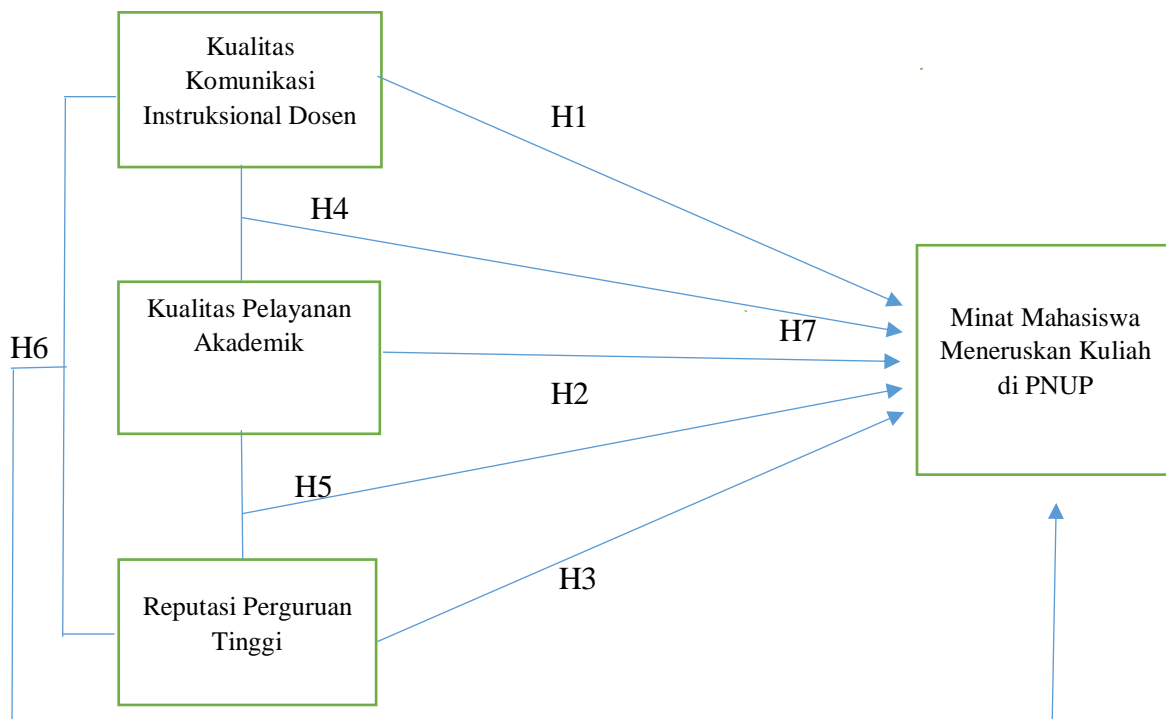 Kualitas
Komunikasi
Instruksional Dosen
H1
H4
Kualitas Pelayanan
Akademik
H7
Minat Mahasiswa
Meneruskan Kuliah
di PNUP
H6
H2
H5
H3
Reputasi Perguruan
Tinggi